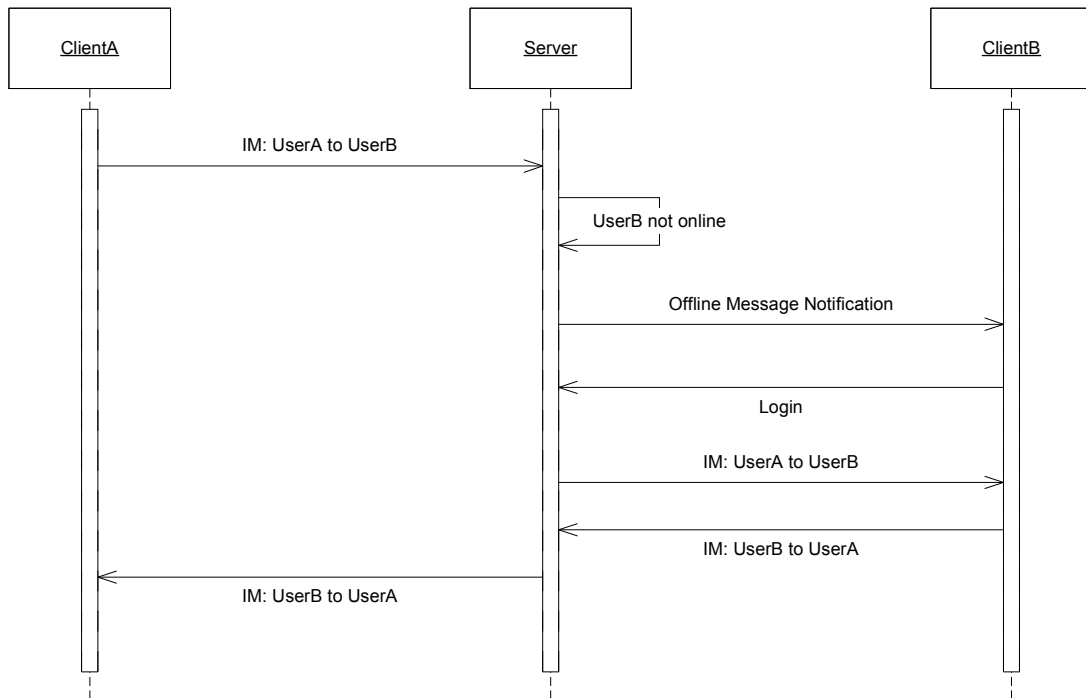 ClientA
Server
ClientB
IM: UserA to UserB
UserB not online
Offline Message Notification
Login
IM: UserA to UserB
IM: UserB to UserA
IM: UserB to UserA